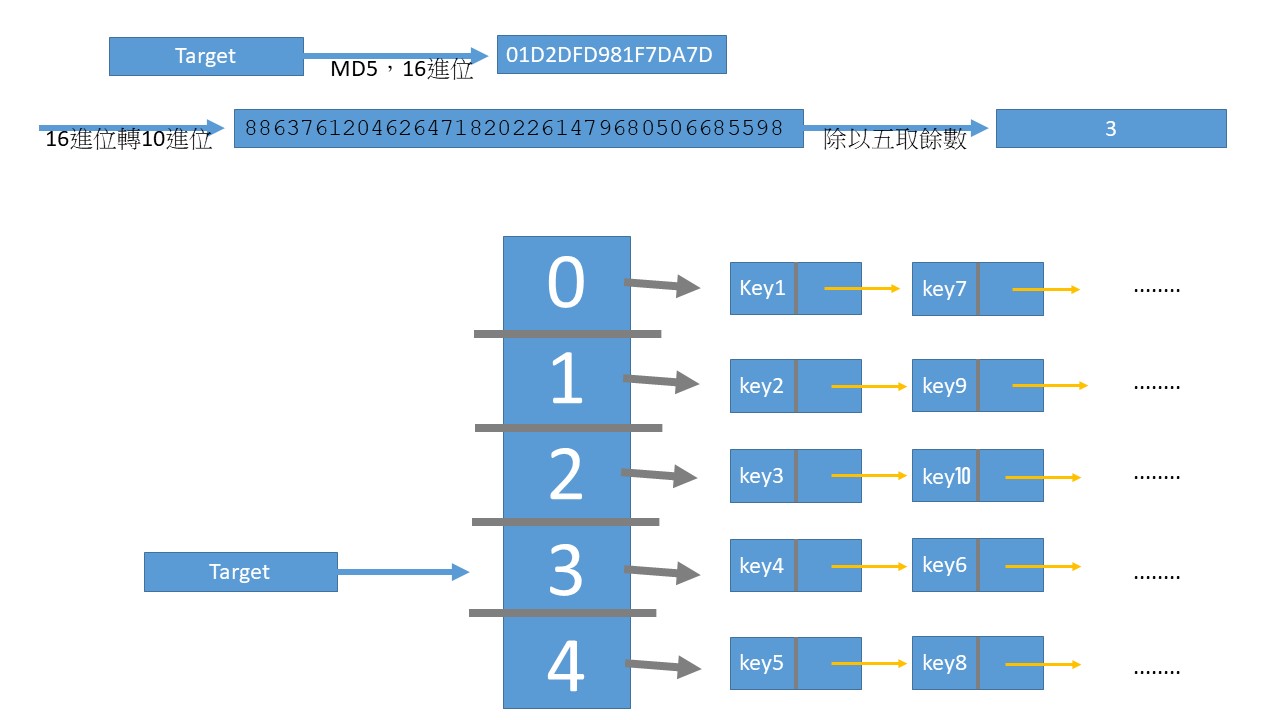 Target
MD5，16進位
01D2DFD981F7DA7D
16進位轉10進位
88637612046264718202261479680506685598
除以五取餘數
3
0
Key1
key7
........
1
key2
key9
........
2
key3
key10
........
Target
3
key4
key6
........
4
key5
key8
........